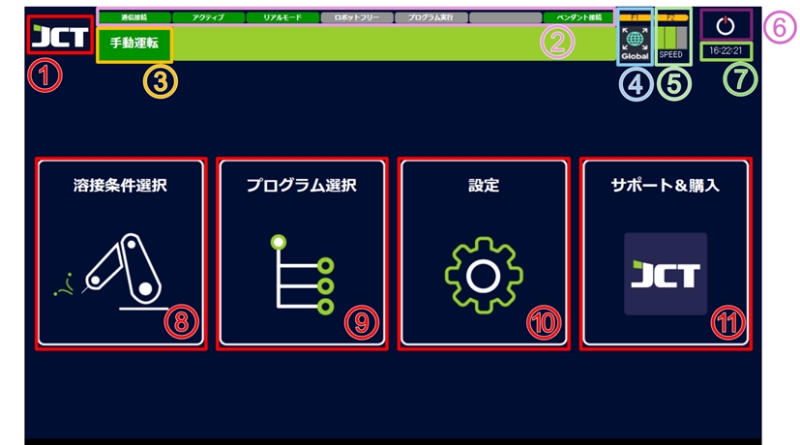 通信接続 アクティブ リアルモード ロボットフリー プログラム実行 ペンダント接続 F1 F2
JCT 手動運転 ② Global SPEED ⑥
16:22:21
① ③ ④ ⑤ ⑦
溶接条件選択 プログラム選択 設定 サポート&購入
JCT
⑧ ⑨ ⑩ ⑪